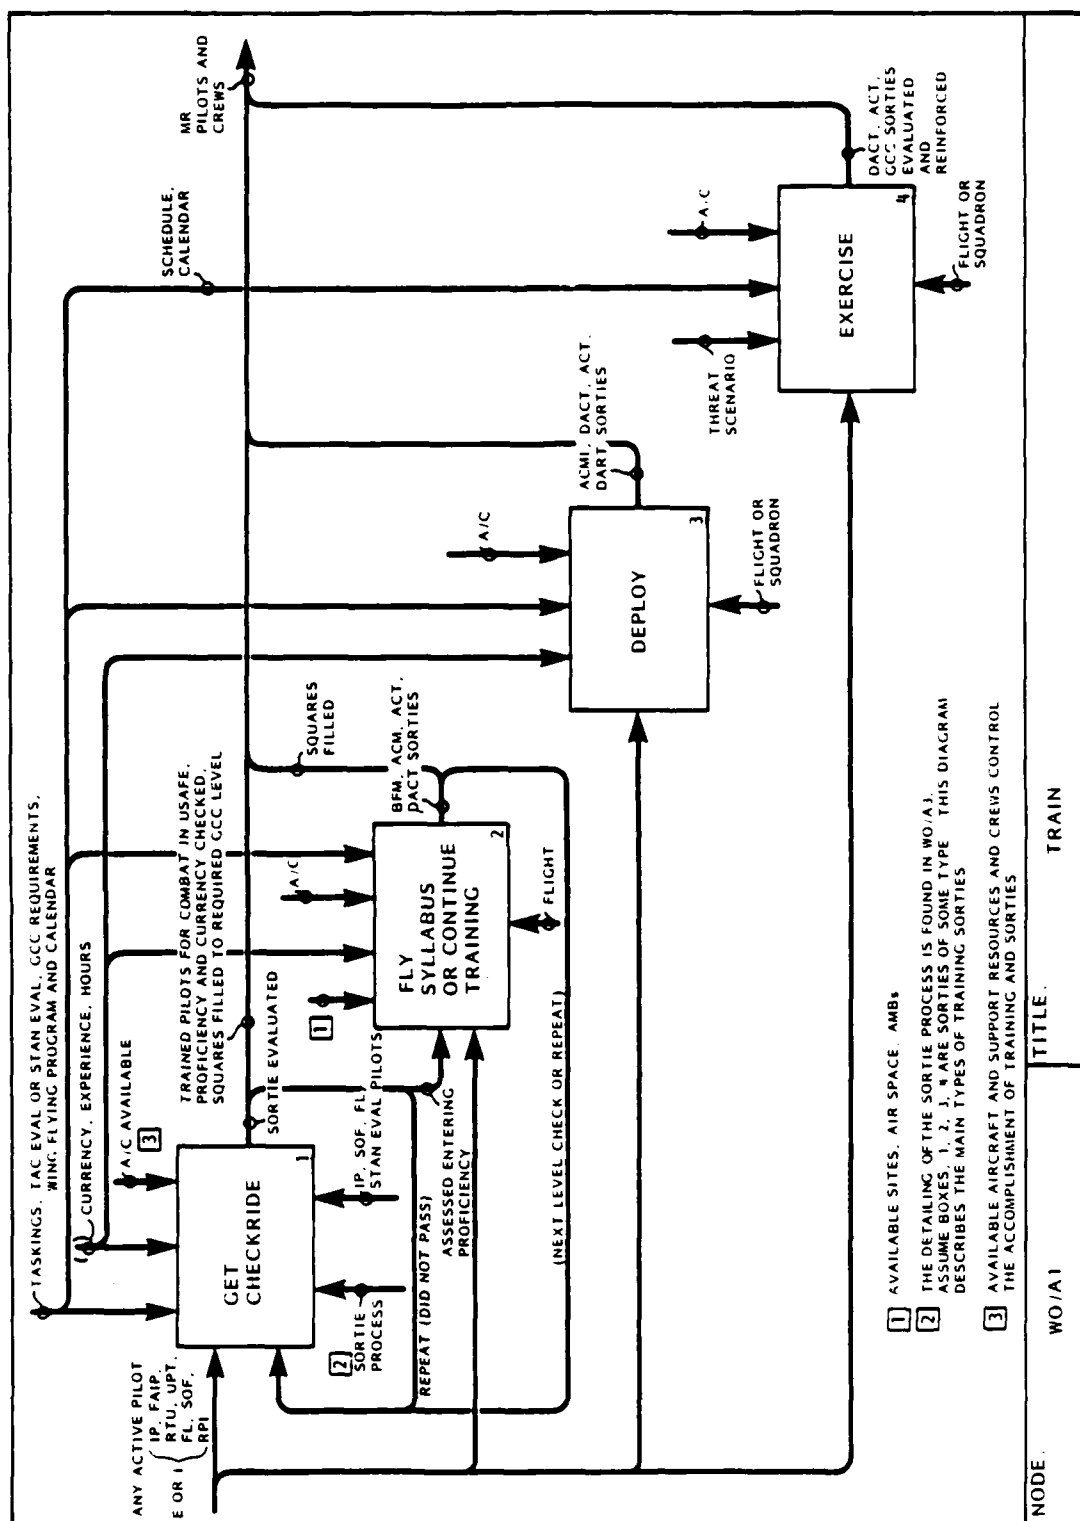 TASKINGS, TAC EVAL OR STAN EVAL, GCC REQUIREMENTS,
WING FLYING PROGRAM AND CALENDAR
CURRENCY, EXPERIENCE, HOURS
A/C AVAILABLE
3
ANY ACTIVE PILOT
IP, FAIP,
RTU, UPT,
FL, SOF,
RPI
E OR I
GET
CHECKRIDE
1
2
SORTIE
PROCESS
IP, SOF, FL,
STAN EVAL PILOTS
REPEAT (DID NOT PASS)
TRAINED PILOTS FOR COMBAT IN USAFE.
PROFICIENCY AND CURRENCY CHECKED.
SQUARES FILLED TO REQUIRED GCC LEVEL
SORTIE EVALUATED
ASSESSED ENTERING
PROFICIENCY
(NEXT LEVEL CHECK OR REPEAT)
1
A/C
FLY
SYLLABUS
OR CONTINUE
TRAINING
2
FLIGHT
BFM, ACM, ACT,
DACT SORTIES
SQUARES
FILLED
A/C
DEPLOY
3
FLIGHT OR
SQUADRON
ACMI, DACT, ACT,
DART, SORTIES
SCHEDULE,
CALENDAR
MR
PILOTS AND
CREWS
THREAT
SCENARIO
A/C
EXERCISE
4
FLIGHT OR
SQUADRON
DACT, ACT,
GCC SORTIES
EVALUATED
AND
REINFORCED
1 AVAILABLE SITES, AIR SPACE, AMBs
2 THE DETAILING OF THE SORTIE PROCESS IS FOUND IN WO/A3.
ASSUME BOXES, 1, 2, 3, 4 ARE SORTIES OF SOME TYPE THIS DIAGRAM
DESCRIBES THE MAIN TYPES OF TRAINING SORTIES
3 AVAILABLE AIRCRAFT AND SUPPORT RESOURCES AND CREWS CONTROL
THE ACCOMPLISHMENT OF TRAINING AND SORTIES
NODE. WO/A1
TITLE. TRAIN